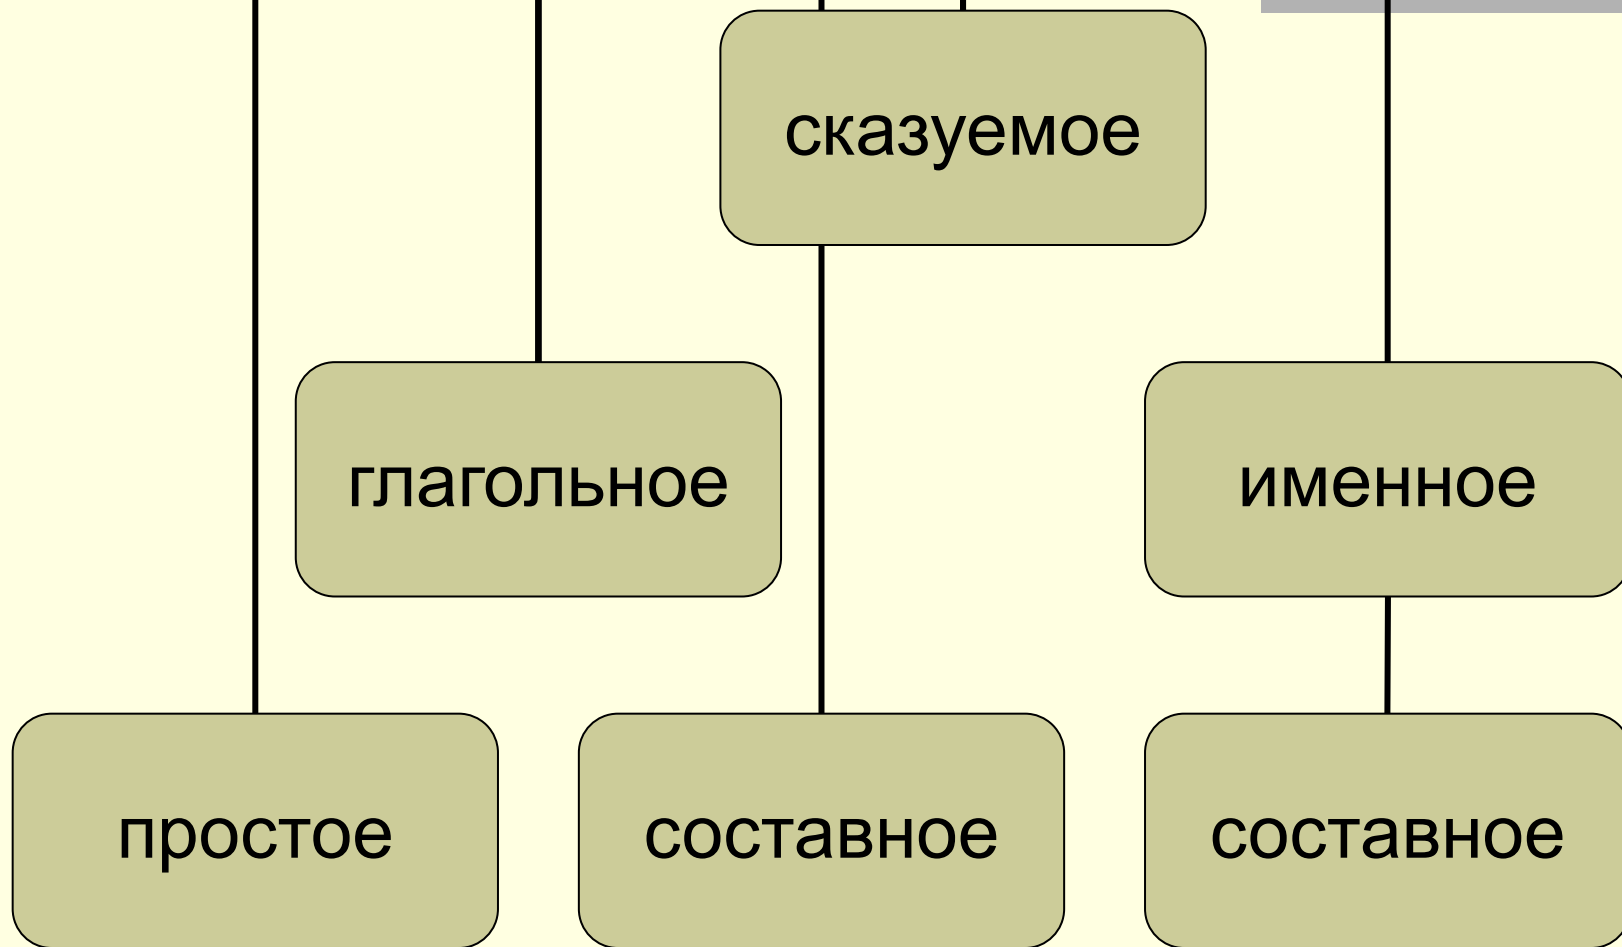 сказуемое
глагольное
именное
простое
составное
составное